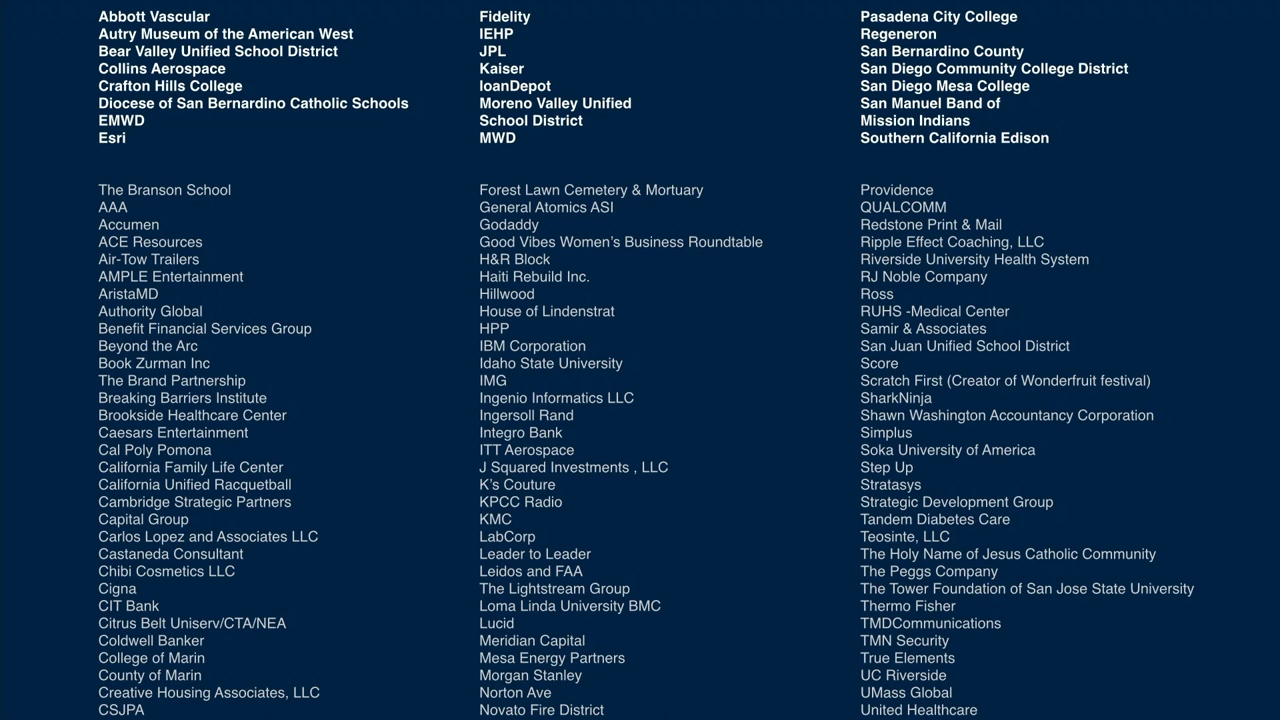 Abbott Vascular
Autry Museum of the American West
Bear Valley Unified School District
Collins Aerospace
Crafton Hills College
Diocese of San Bernardino Catholic Schools
EMWD
Esri
Fidelity
IEHP
JPL
Kaiser
loanDepot
Moreno Valley Unified
School District
MWD
Pasadena City College
Regeneron
San Bernardino County
San Diego Community College District
San Diego Mesa College
San Manuel Band of
Mission Indians
Southern California Edison
The Branson School
AAA
Accumen
ACE Resources
Air-Tow Trailers
AMPLE Entertainment
AristaMD
Authority Global
Benefit Financial Services Group
Beyond the Arc
Book Zurman Inc
The Brand Partnership
Breaking Barriers Institute
Brookside Healthcare Center
Caesars Entertainment
Cal Poly Pomona
California Family Life Center
California Unified Racquetball
Cambridge Strategic Partners
Capital Group
Carlos Lopez and Associates LLC
Castaneda Consultant
Chibi Cosmetics LLC
Cigna
CIT Bank
Citrus Belt Uniserv/CTA/NEA
Coldwell Banker
College of Marin
County of Marin
Creative Housing Associates, LLC
CSJPA
Forest Lawn Cemetery & Mortuary
General Atomics ASI
Godaddy
Good Vibes Women’s Business Roundtable
H&R Block
Haiti Rebuild Inc.
Hillwood
House of Lindenstrat
HPP
IBM Corporation
Idaho State University
IMG
Ingenio Informatics LLC
Ingersoll Rand
Integro Bank
ITT Aerospace
J Squared Investments , LLC
K’s Couture
KPCC Radio
KMC
LabCorp
Leader to Leader
Leidos and FAA
The Lightstream Group
Loma Linda University BMC
Lucid
Meridian Capital
Mesa Energy Partners
Morgan Stanley
Norton Ave
Novato Fire District
Providence
QUALCOMM
Redstone Print & Mail
Ripple Effect Coaching, LLC
Riverside University Health System
RJ Noble Company
Ross
RUHS -Medical Center
Samir & Associates
San Juan Unified School District
Score
Scratch First (Creator of Wonderfruit festival)
SharkNinja
Shawn Washington Accountancy Corporation
Simplus
Soka University of America
Step Up
Stratasys
Strategic Development Group
Tandem Diabetes Care
Teosinte, LLC
The Holy Name of Jesus Catholic Community
The Peggs Company
The Tower Foundation of San Jose State University
Thermo Fisher
TMDCommunications
TMN Security
True Elements
UC Riverside
UMass Global
United Healthcare